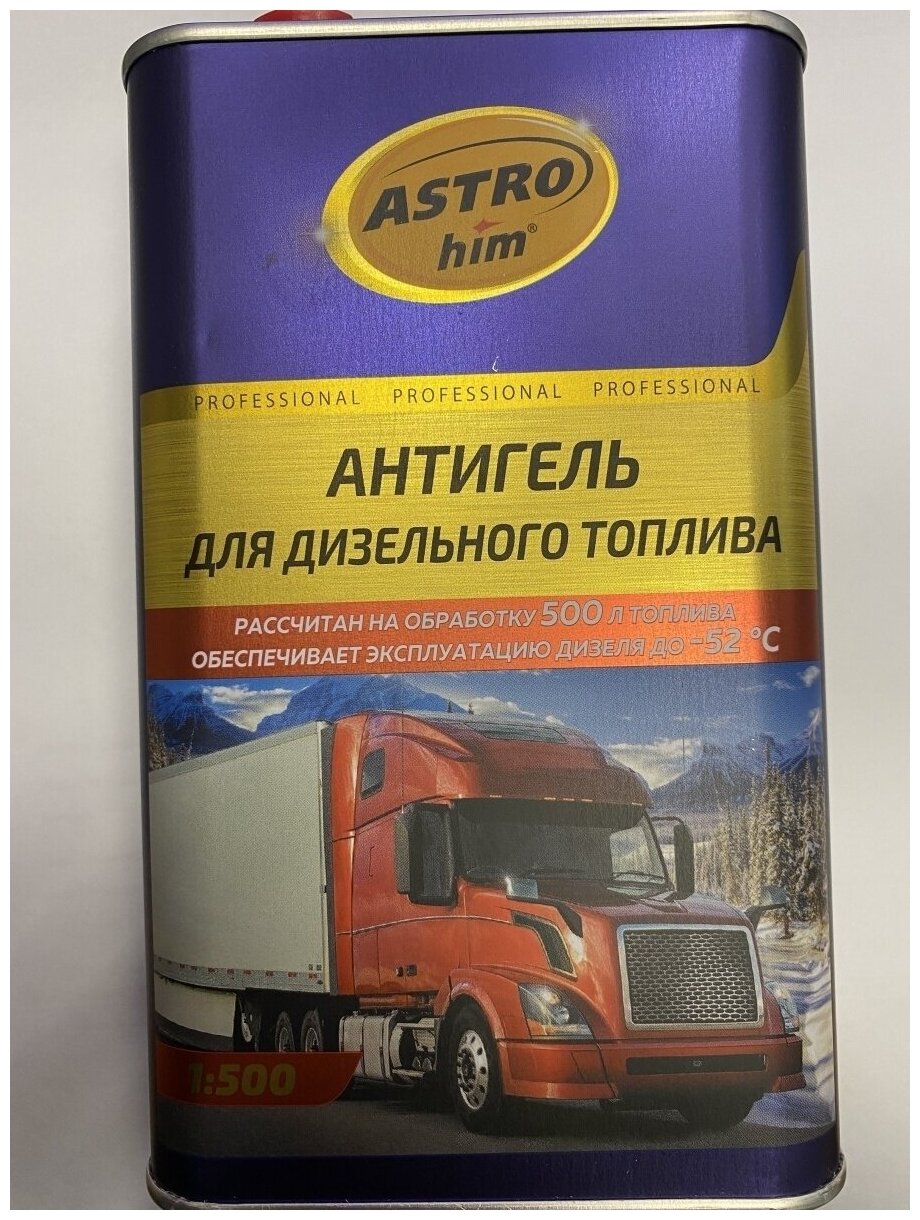 ASTRO
him®
PROFESSIONAL PROFESSIONAL PROFESSIONAL
АНТИГЕЛЬ
ДЛЯ ДИЗЕЛЬНОГО ТОПЛИВА
РАССЧИТАН НА ОБРАБОТКУ 500 Л ТОПЛИВА
ОБЕСПЕЧИВАЕТ ЭКСПЛУАТАЦИЮ ДИЗЕЛЯ ДО -52 °C
1:500